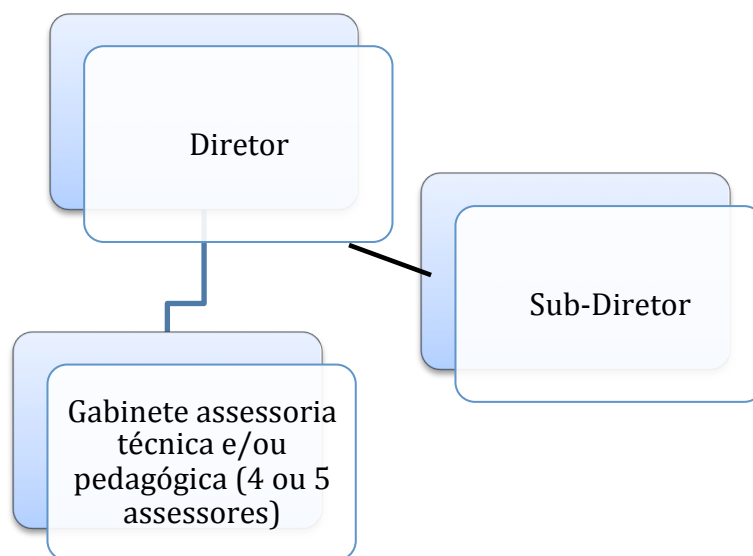 Diretor
Sub-Diretor
Gabinete assessoria
técnica e/ou
pedagógica (4 ou 5
assessores)